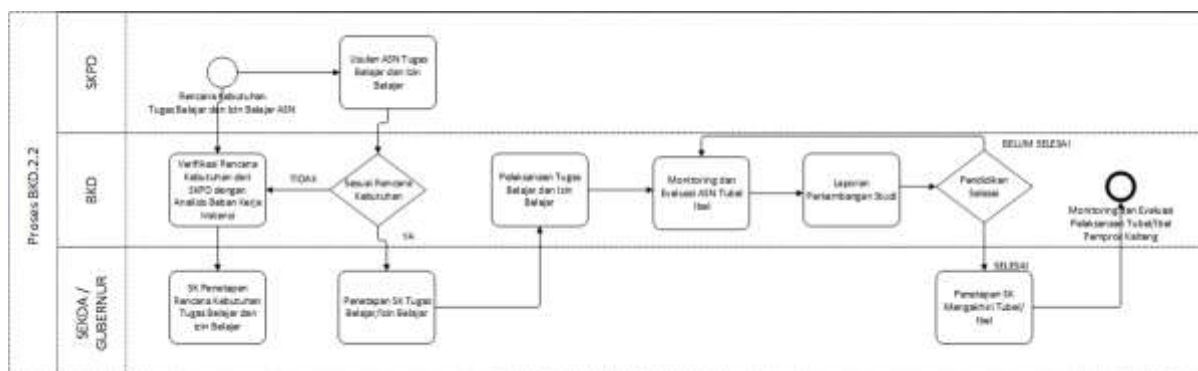 Proses BKD.2.2
SKPD
Rencana Kebutuhan
Tugas Belajar dan Izin Belajar ASN
Usulan ASN Tugas
Belajar dan Izin
Belajar
BKD
Verifikasi Rencana
Kebutuhan dari
SKPD dengan
Analisis Beban Kerja
Instansi
TIDAK
Sesuai Rencana
Kebutuhan
YA
Pelaksanaan Tugas
Belajar dan Izin
Belajar
Monitoring dan
Evaluasi ASN Tubel
Ibel
Laporan
Perkembangan Studi
Pendidikan
Selesai
BELUM SELESAI
Monitoring dan Evaluasi
Pelaksanaan Tubel/Ibel
Pemprov Kalteng
SEKDA /
GUBERNUR
SK Penetapan
Rencana Kebutuhan
Tugas Belajar dan
Izin Belajar
Penetapan SK Tugas
Belajar/Izin Belajar
SELESAI
Penetapan SK
Mengakhiri Tubel/
Ibel